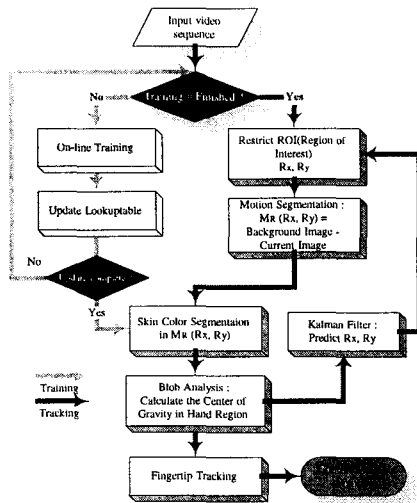 Input video
sequence
Training = Finished ?
No
Yes
On-line Training
Restrict ROI(Region of
Interest)
Rx, Ry
Update Lookuptable
Motion Segmentation :
MR (Rx, Ry) =
Background Image -
Current Image
No
Yes
Skin Color Segmentaion
in MR (Rx, Ry)
Kalman Filter :
Predict Rx, Ry
Training
Tracking
Blob Analysis :
Calculate the Center of
Gravity in Hand Region
Fingertip Tracking